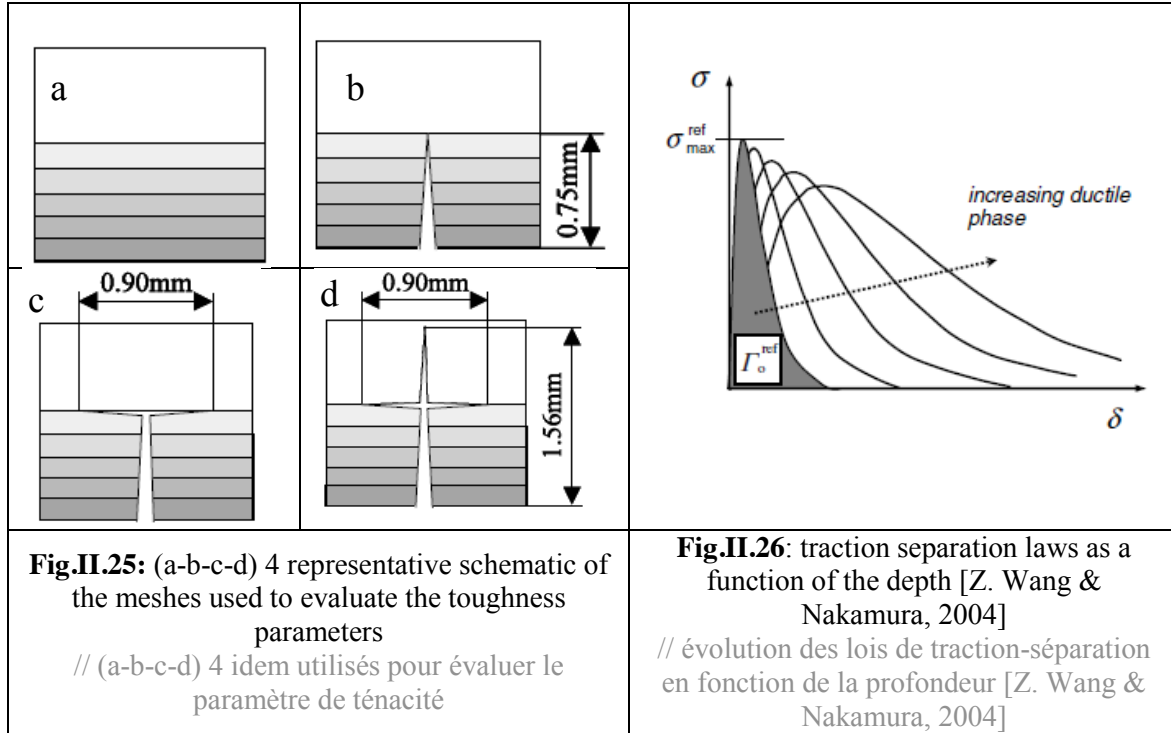 a
b
0.75mm
c
0.90mm
d
0.90mm
1.56mm
σ
σ max ref
increasing ductile
phase
Γ o ref
δ
Fig.II.25: (a-b-c-d) 4 representative schematic of
the meshes used to evaluate the toughness
parameters
// (a-b-c-d) 4 idem utilisés pour évaluer le
paramètre de ténacité
Fig.II.26: traction separation laws as a
function of the depth [Z. Wang &
Nakamura, 2004]
// évolution des lois de traction-séparation
en fonction de la profondeur [Z. Wang &
Nakamura, 2004]